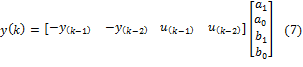 y(k) = [−y(k−1) −y(k−2) u(k−1) u(k−2)] [a₁ a₀ b₁ b₀] (7)